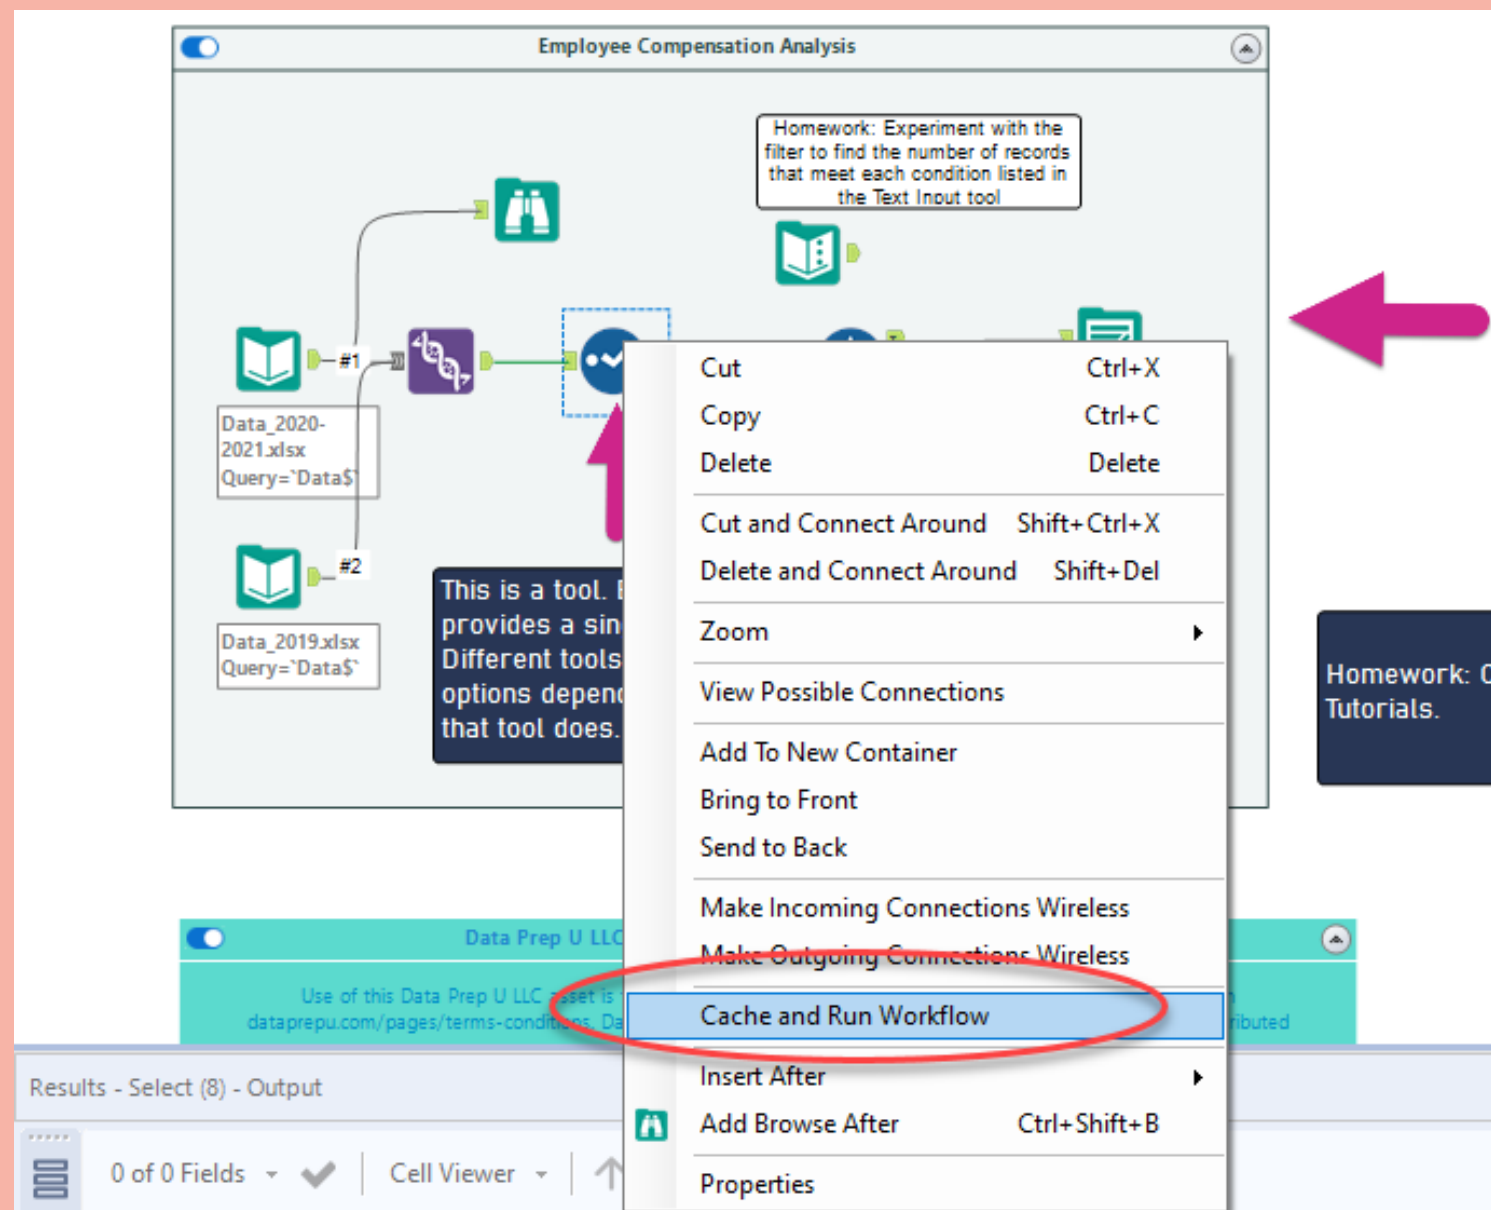 Employee Compensation Analysis
Homework: Experiment with the
filter to find the number of records
that meet each condition listed in
the Text Input tool
#1
Data_2020-
2021.xlsx
Query=`Data$`
#2
Data_2019.xlsx
Query=`Data$`
This is a tool.
provides a
Different tools
options
that tool does.
Cut Ctrl+X
Copy Ctrl+C
Delete Delete
Cut and Connect Around Shift+Ctrl+X
Delete and Connect Around Shift+Del
Zoom
View Possible Connections
Add To New Container
Bring to Front
Send to Back
Make Incoming Connections Wireless
Make Outgoing Connections Wireless
Cache and Run Workflow
Insert After
Add Browse After Ctrl+Shift+B
Properties
Homework:
Tutorials.
Data Prep U LLC
Use of this Data Prep U LLC asset is
dataprepu.com/pages/terms-conditions.
Results - Select (8) - Output
0 of 0 Fields
Cell Viewer